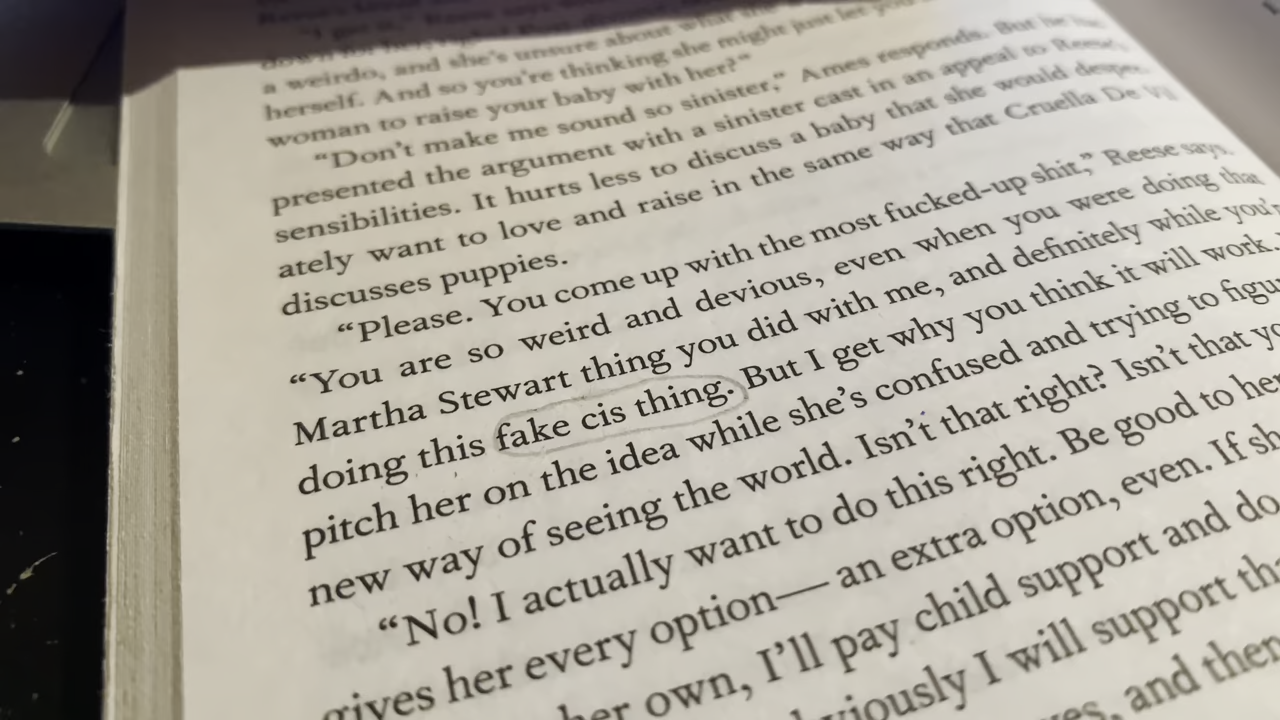 a weirdo, and she's unsure about what the
herself. And so you're thinking she might just let you
woman to raise your baby with her?"
"Don't make me sound so sinister," Ames responds. But he has
presented the argument with a sinister cast in an appeal to Reese's
sensibilities. It hurts less to discuss a baby that she would desper-
ately want to love and raise in the same way that Cruella De Vil
discusses puppies.
"Please. You come up with the most fucked-up shit," Reese says.
"You are so weird and devious, even when you were doing that
Martha Stewart thing you did with me, and definitely while you're
doing this fake cis thing. But I get why you think it will work.
pitch her on the idea while she's confused and trying to figu
new way of seeing the world. Isn't that right? Isn't that yo
"No! I actually want to do this right. Be good to her
gives her every option—an extra option, even. If sh
her own, I'll pay child support and do
viously I will support tha
yes, and then